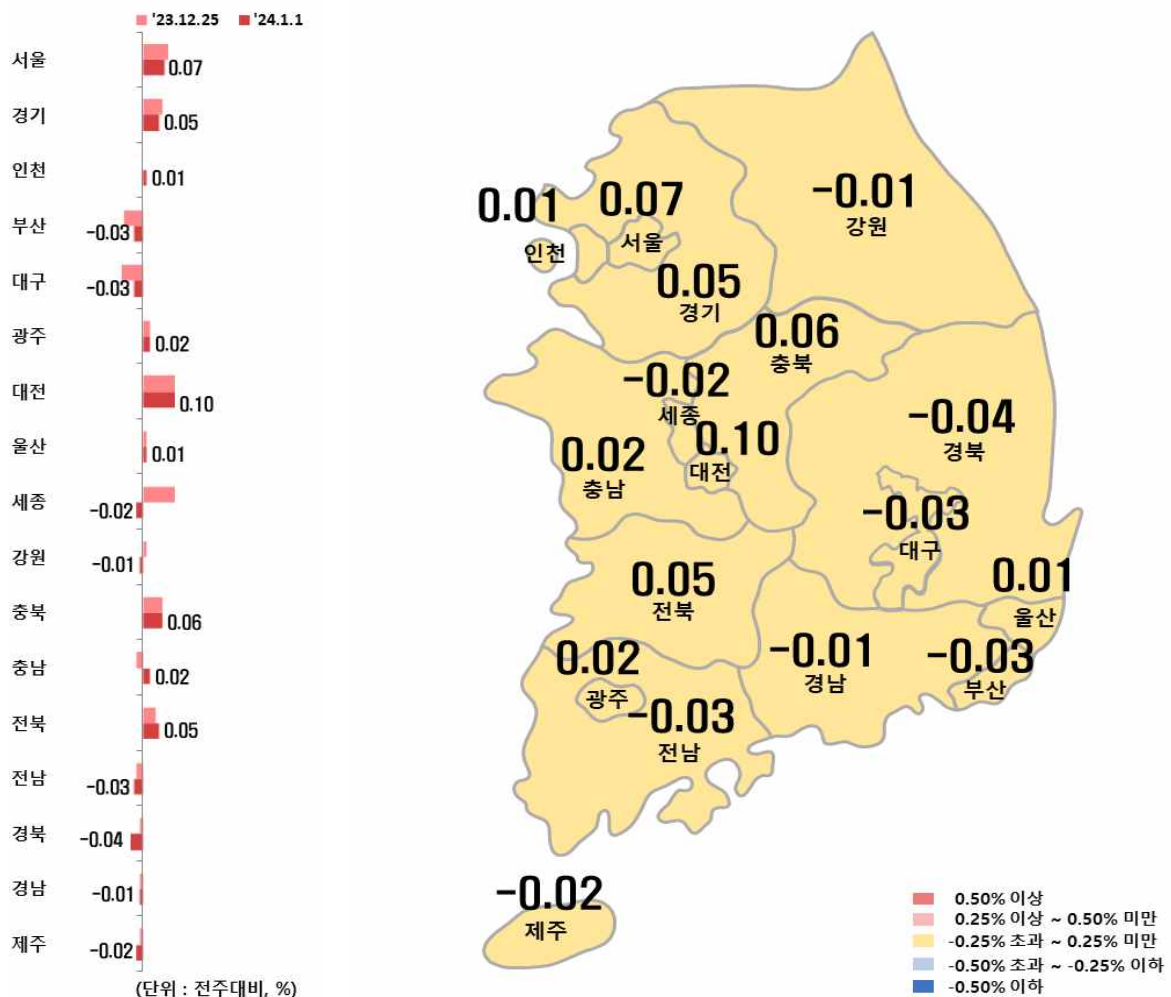 '23.12.25 '24.1.1
서울 0.07
경기 0.05
인천 0.01
부산 -0.03
대구 -0.03
광주 0.02
대전 0.10
울산 0.01
세종 -0.02
강원 -0.01
충북 0.06
충남 0.02
전북 0.05
전남 -0.03
경북 -0.04
경남 -0.01
제주 -0.02
(단위 : 전주대비, %)
-0.01
강원
0.01
인천
0.07
서울
0.05
경기
0.06
충북
-0.02
세종
0.10
대전
0.02
충남
-0.04
경북
-0.03
대구
0.01
울산
0.05
전북
-0.01
경남
-0.03
부산
0.02
광주
-0.03
전남
-0.02
제주
0.50% 이상
0.25% 이상 ~ 0.50% 미만
-0.25% 초과 ~ 0.25% 미만
-0.50% 초과 ~ -0.25% 이하
-0.50% 이하